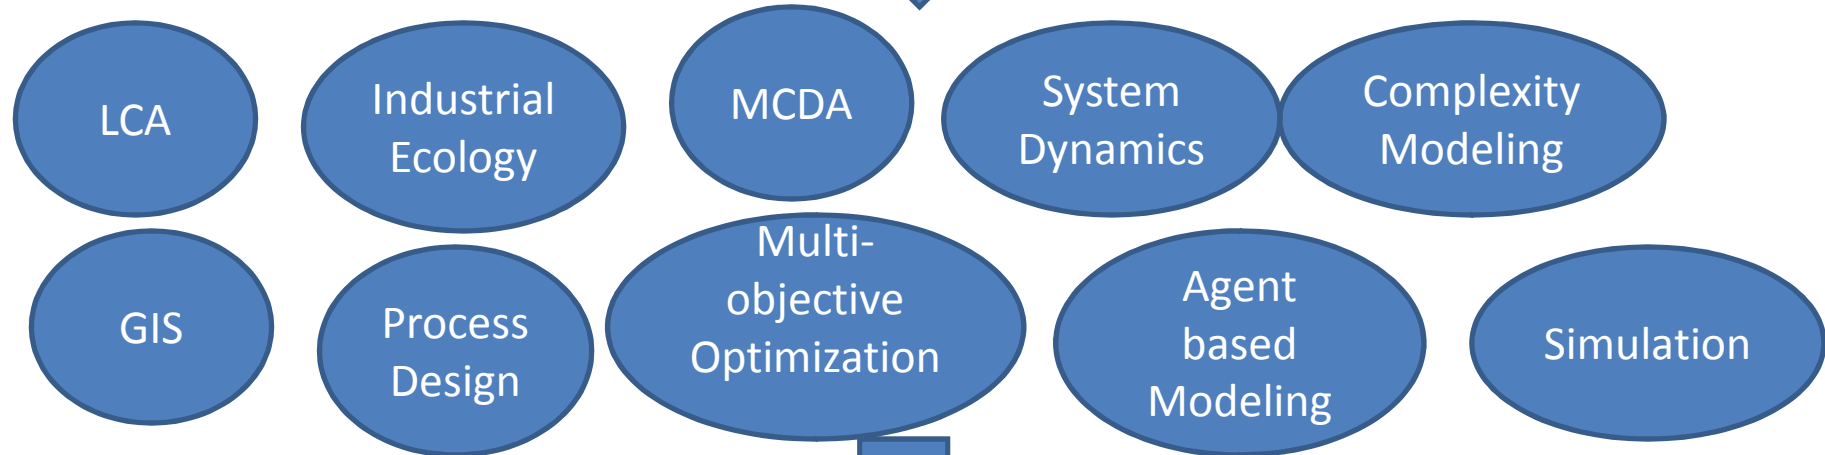 LCA
Industrial
Ecology
MCDA
System
Dynamics
Complexity
Modeling
GIS
Process
Design
Multi-
objective
Optimization
Agent
based
Modeling
Simulation